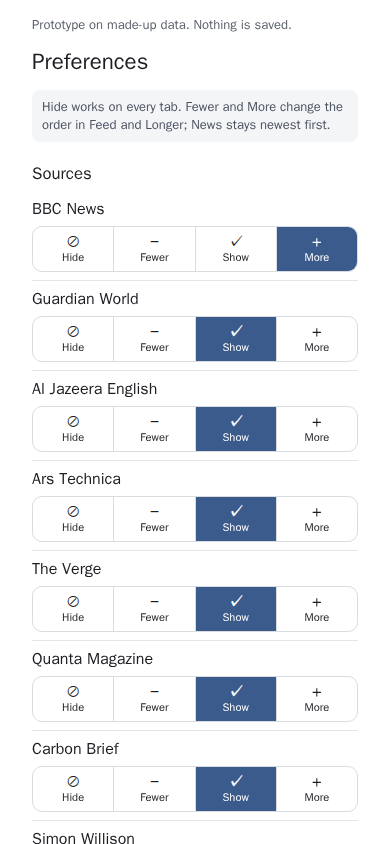 Prototype on made-up data. Nothing is saved.
Preferences
Hide works on every tab. Fewer and More change the
order in Feed and Longer; News stays newest first.
Sources
BBC News
Hide Fewer Show More
Guardian World
Hide Fewer Show More
Al Jazeera English
Hide Fewer Show More
Ars Technica
Hide Fewer Show More
The Verge
Hide Fewer Show More
Quanta Magazine
Hide Fewer Show More
Carbon Brief
Hide Fewer Show More
Simon Willison